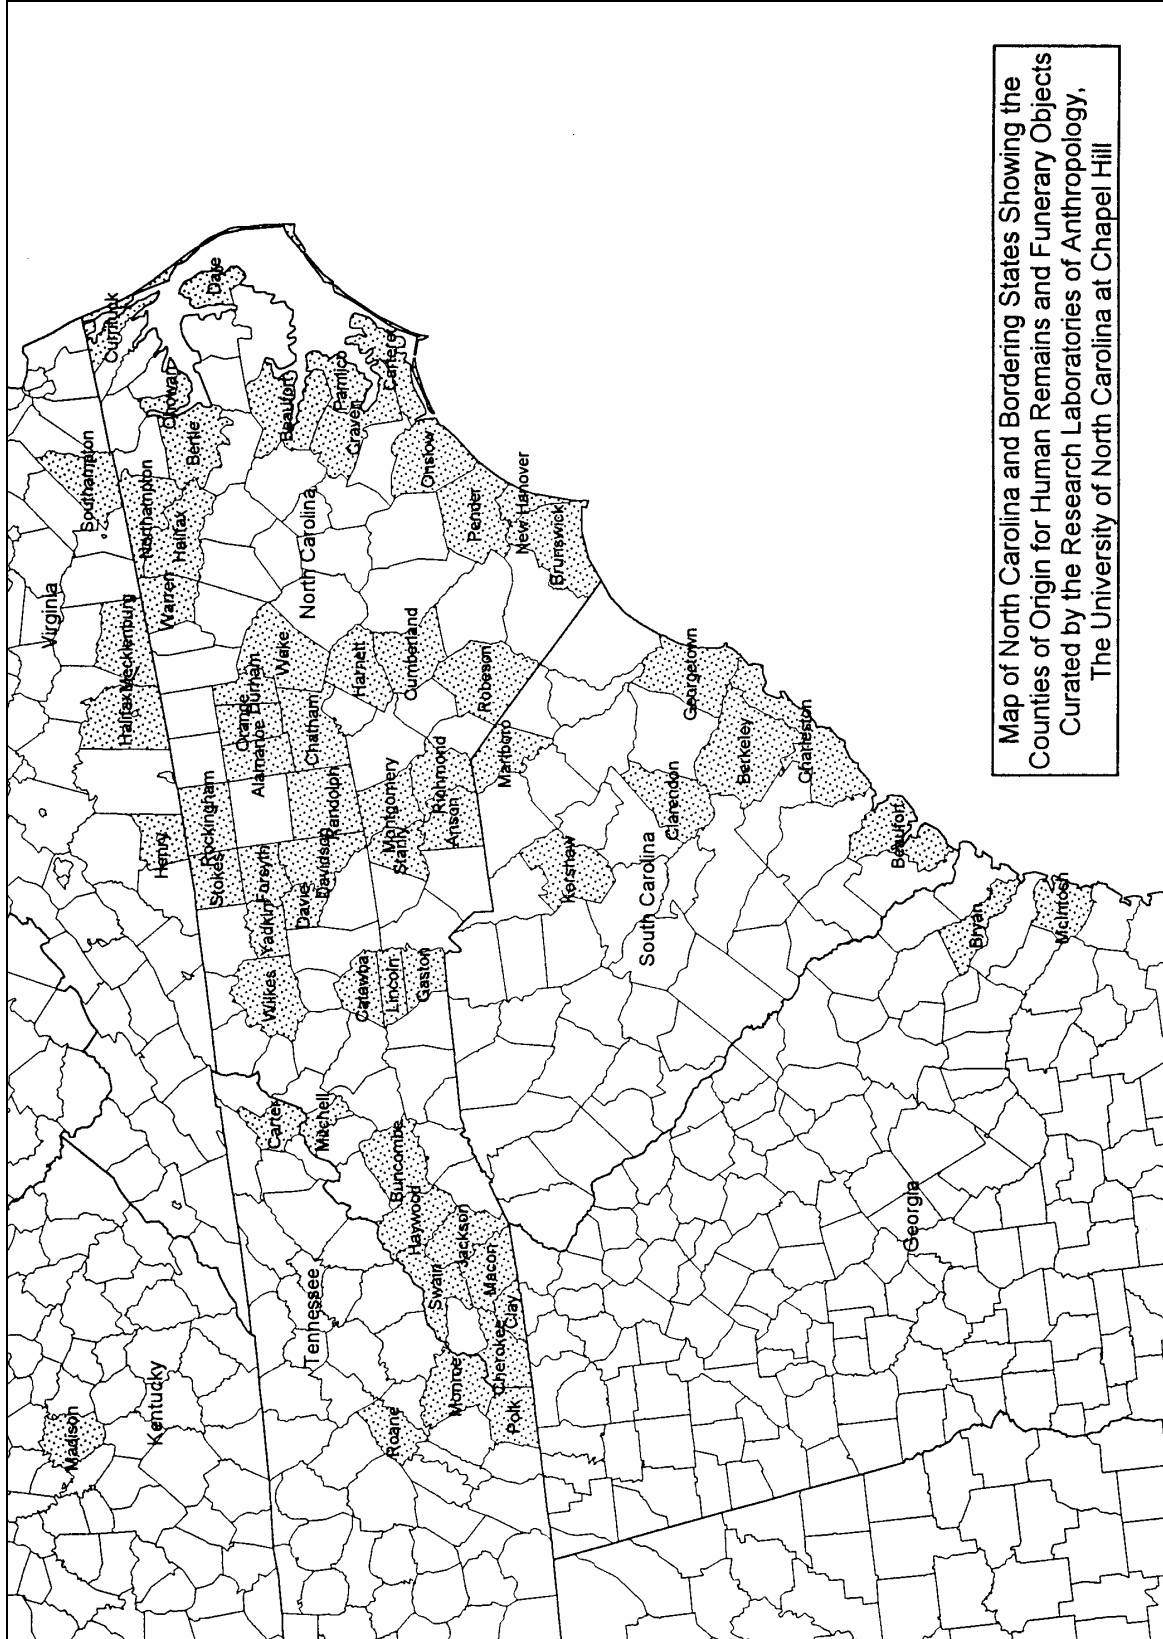 Madison
Kentucky
Virginia
Southampton
Halifax
Mecklenburg
Henry
Currituck
Northampton
Warren
Halifax
Chowan
Bertie
Rockingham
Stokes
Dare
Orange
Durham
Alamance
Forsyth
Yadkin
Wilkes
Wake
Carter
Beaufort
Davie
Davidson
Chatham
North Carolina
Tennessee
Mitchell
Randolph
Pamlico
Craven
Harnett
Catawba
Lincoln
Carteret
Montgomery
Stanly
Cumberland
Roane
Buncombe
Haywood
Gaston
Onslow
Richmond
Anson
Swain
Jackson
Monroe
Pender
Robeson
Macon
Cherokee
Clay
Polk
Marlboro
New Hanover
Brunswick
Kershaw
South Carolina
Clarendon
Georgetown
Berkeley
Charleston
Beaufort
Georgia
Bryan
McIntosh
Map of North Carolina and Bordering States Showing the
Counties of Origin for Human Remains and Funerary Objects
Curated by the Research Laboratories of Anthropology,
The University of North Carolina at Chapel Hill